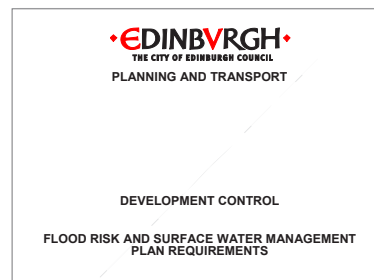 EDINBVRGH
THE CITY OF EDINBURGH COUNCIL
PLANNING AND TRANSPORT
DEVELOPMENT CONTROL
FLOOD RISK AND SURFACE WATER MANAGEMENT
PLAN REQUIREMENTS